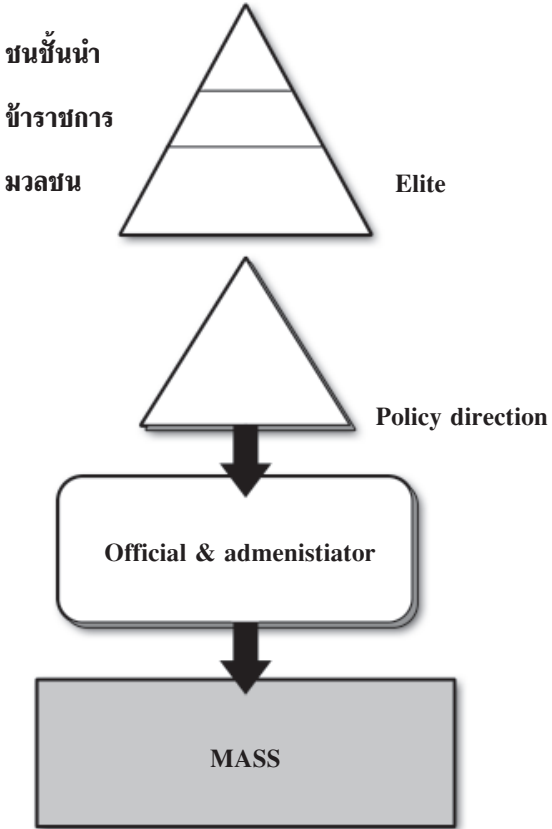 ชนชั้นนำ
ข้าราชการ
มวลชน
Elite
Policy direction
Official & admenistiator
MASS